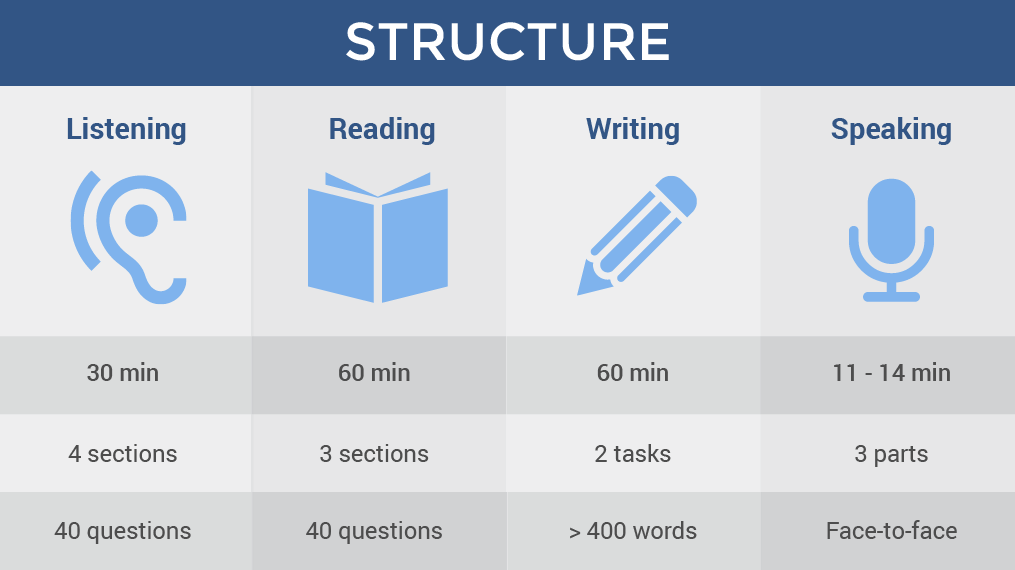 STRUCTURE
Listening Reading Writing Speaking
30 min 60 min 60 min 11 - 14 min
4 sections 3 sections 2 tasks 3 parts
40 questions 40 questions > 400 words Face-to-face